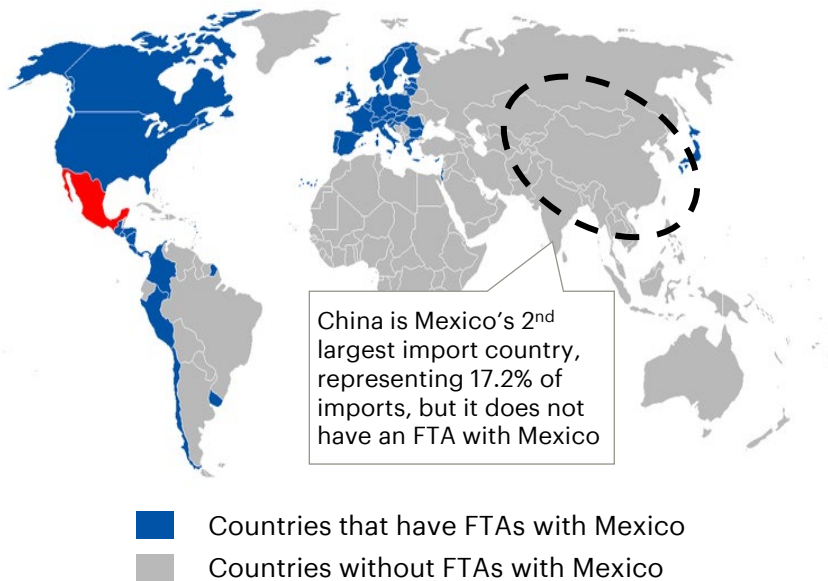 China is Mexico’s 2nd
largest import country,
representing 17.2% of
imports, but it does not
have an FTA with Mexico
Countries that have FTAs with Mexico
Countries without FTAs with Mexico